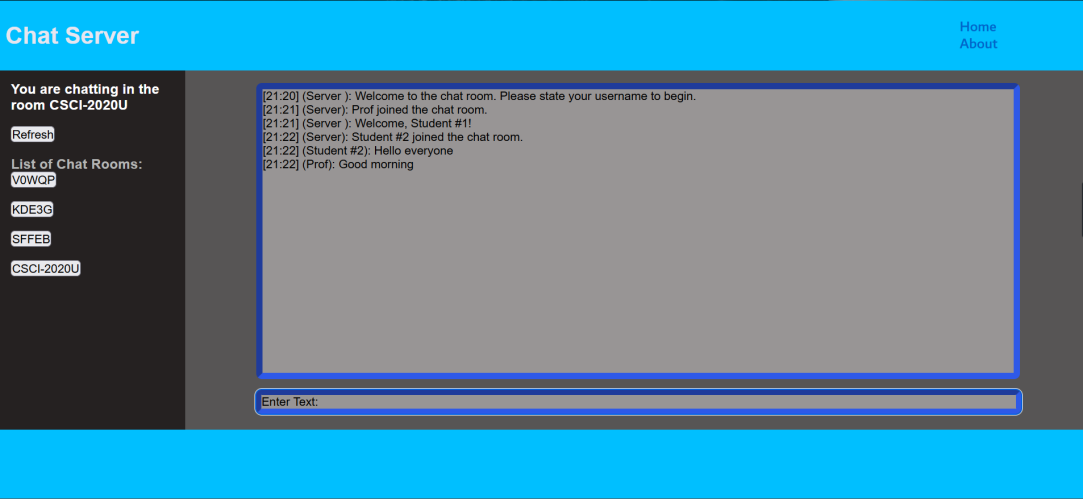 Chat Server
Home
About
You are chatting in the
room CSCI-2020U
Refresh
List of Chat Rooms:
V0WQP
KDE3G
SFFEB
CSCI-2020U
[21:20] (Server ): Welcome to the chat room. Please state your username to begin.
[21:21] (Server): Prof joined the chat room.
[21:21] (Server ): Welcome, Student #1!
[21:22] (Server): Student #2 joined the chat room.
[21:22] (Student #2): Hello everyone
[21:22] (Prof): Good morning
Enter Text: